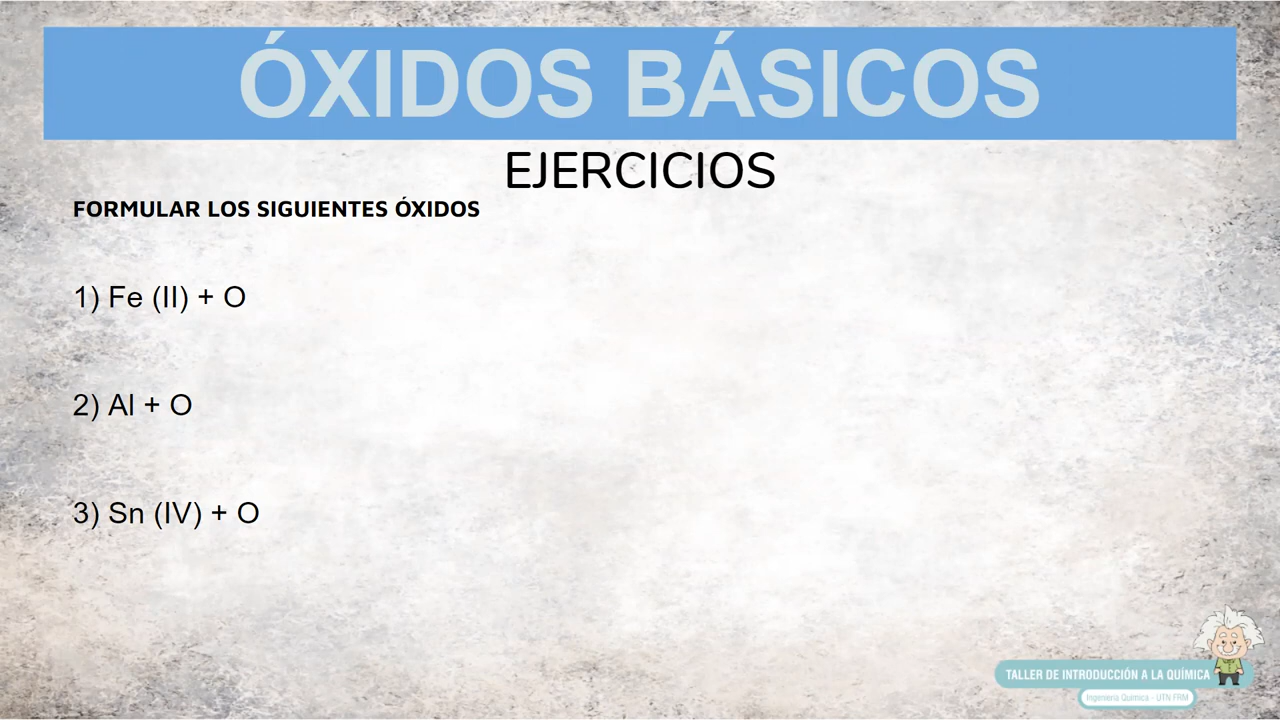 ÓXIDOS BÁSICOS
EJERCICIOS
FORMULAR LOS SIGUIENTES ÓXIDOS
1) Fe (II) + O
2) Al + O
3) Sn (IV) + O
TALLER DE INTRODUCCIÓN A LA QUÍMICA
Ingeniería Química - UTN FRM